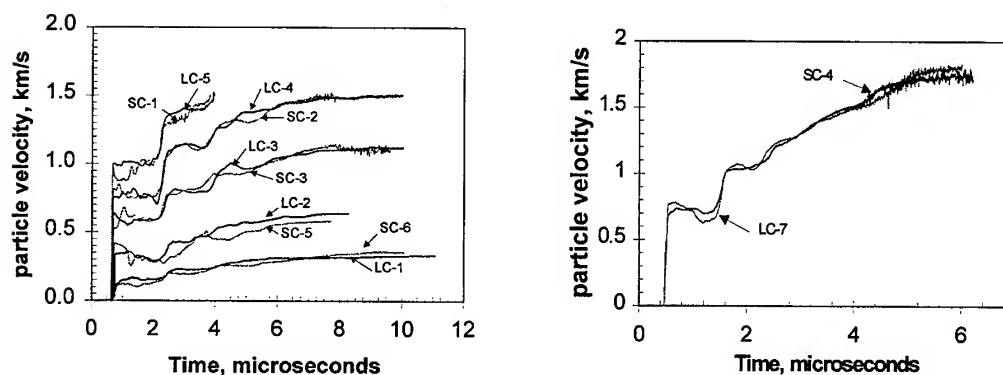 particle velocity, km/s
2.0
1.5
1.0
0.5
0.0
LC-5
LC-4
SC-1
SC-2
LC-3
SC-3
LC-2
SC-5
SC-6
LC-1
0 2 4 6 8 10 12
Time, microseconds
particle velocity, km/s
2
1.5
1
0.5
0
SC-4
LC-7
0 2 4 6
Time, microseconds